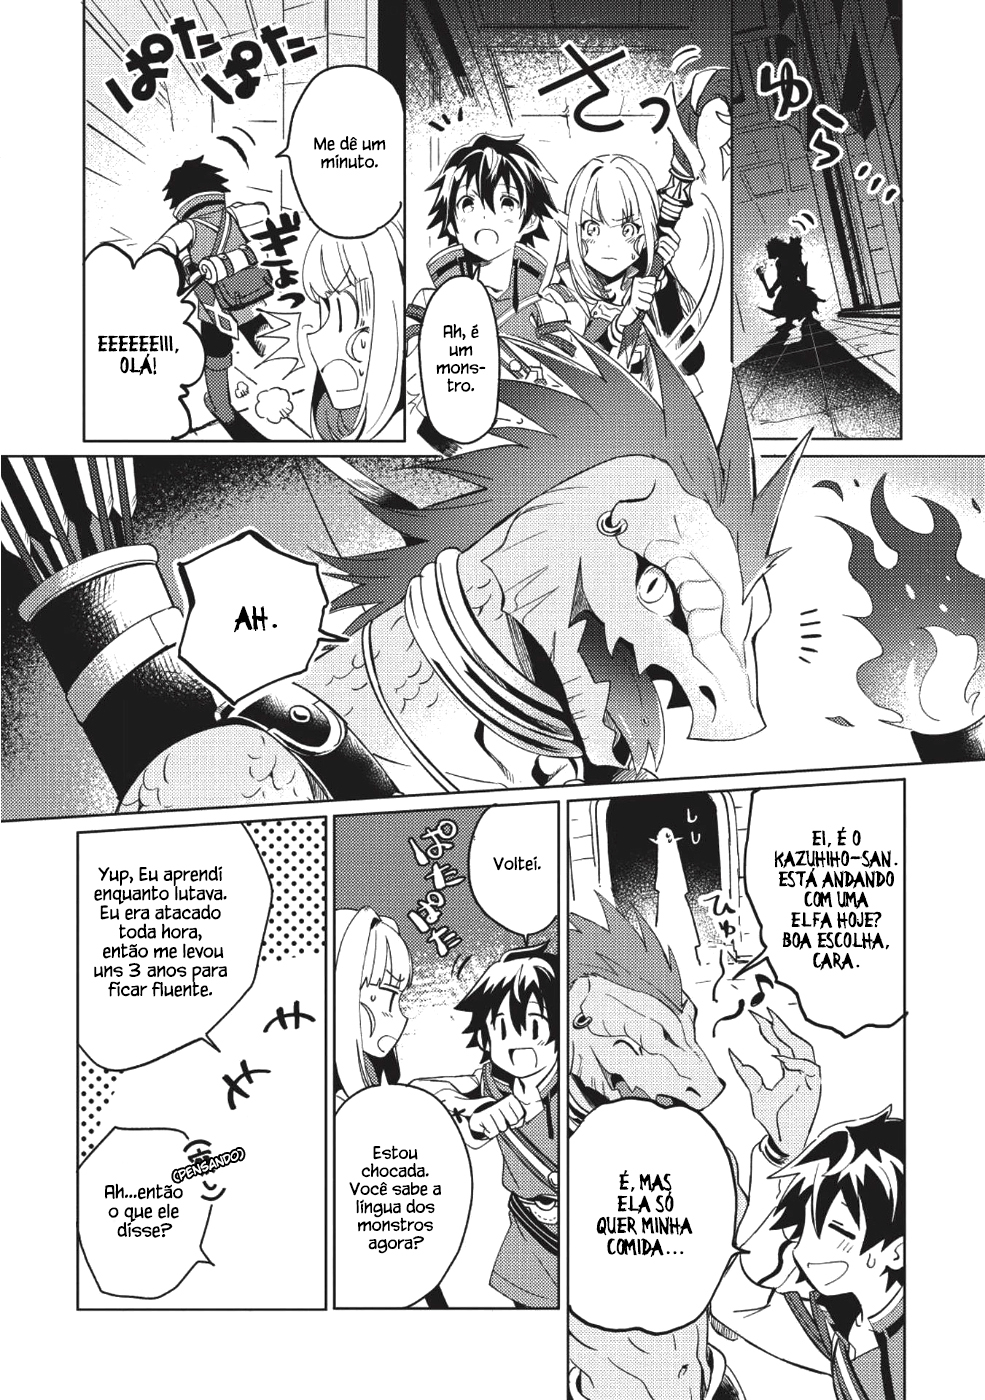 ゆら…
さっ
Ah, é
um
mons-
tro.
Me dê um
minuto.
ぱた
ぱた
ギョッ
EEEEEEIII,
OLÁ!
AH.
EI, É O
KAZUHIHO-SAN.
ESTÁ ANDANDO
COM UMA
ELFA HOJE?
BOA ESCOLHA,
CARA.
ひゅー
É, MAS
ELA SÓ
QUER MINHA
COMIDA...
Voltei.
ぱた
ぱた
Estou
chocada.
Você sabe a
língua dos
monstros
agora?
Yup, Eu aprendi
enquanto lutava.
Eu era atacado
toda hora,
então me levou
uns 3 anos para
ficar fluente.
(PENSANDO)
Ah...então
o que ele
disse?